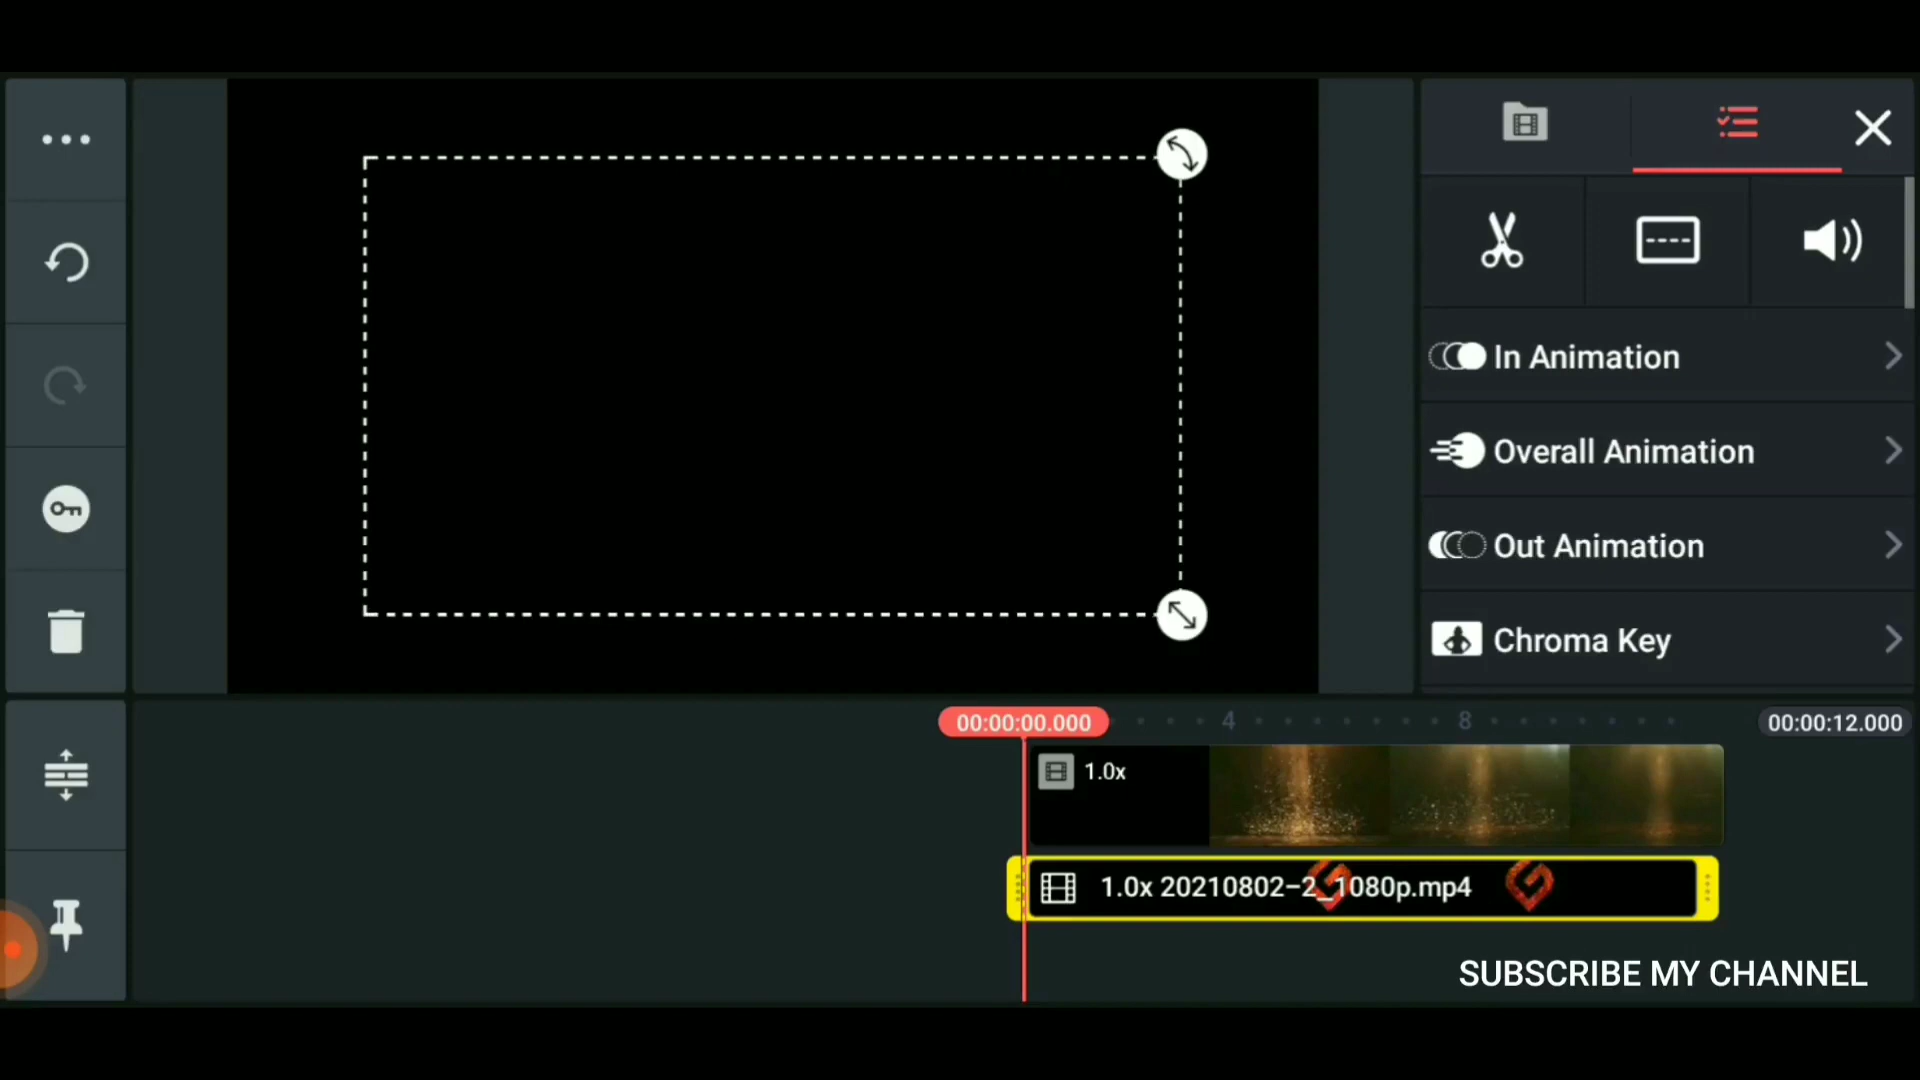 In Animation
Overall Animation
Out Animation
Chroma Key
00:00:00.000
4
8
00:00:12.000
1.0x
1.0x 20210802-2_1080p.mp4
SUBSCRIBE MY CHANNEL